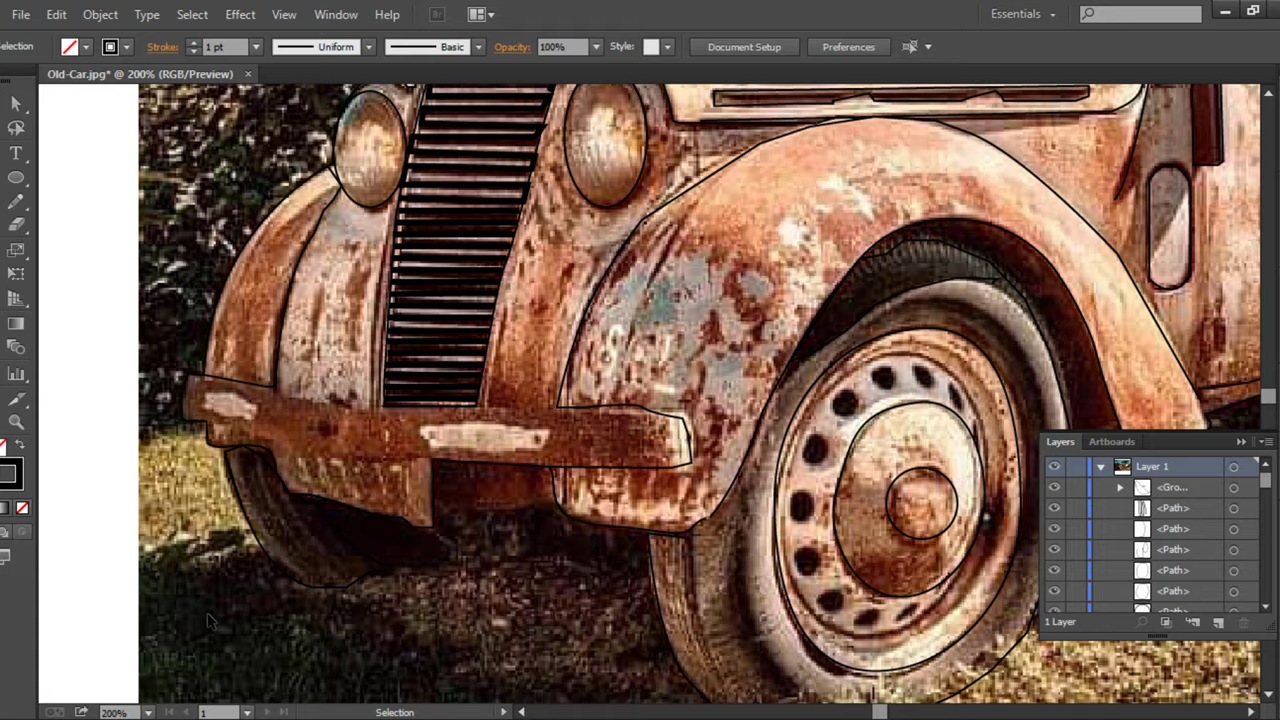 File Edit Object Type Select Effect View Window Help Br Essentials
Selection Stroke: 1 pt Uniform Basic Opacity: 100% Style: Document Setup Preferences
Old-Car.jpg* @ 200% (RGB/Preview) ×
T
Layers Artboards
Layer 1
<Gro...
<Path>
<Path>
<Path>
<Path>
<Path>
<Path>
1 Layer
200% 1 Selection